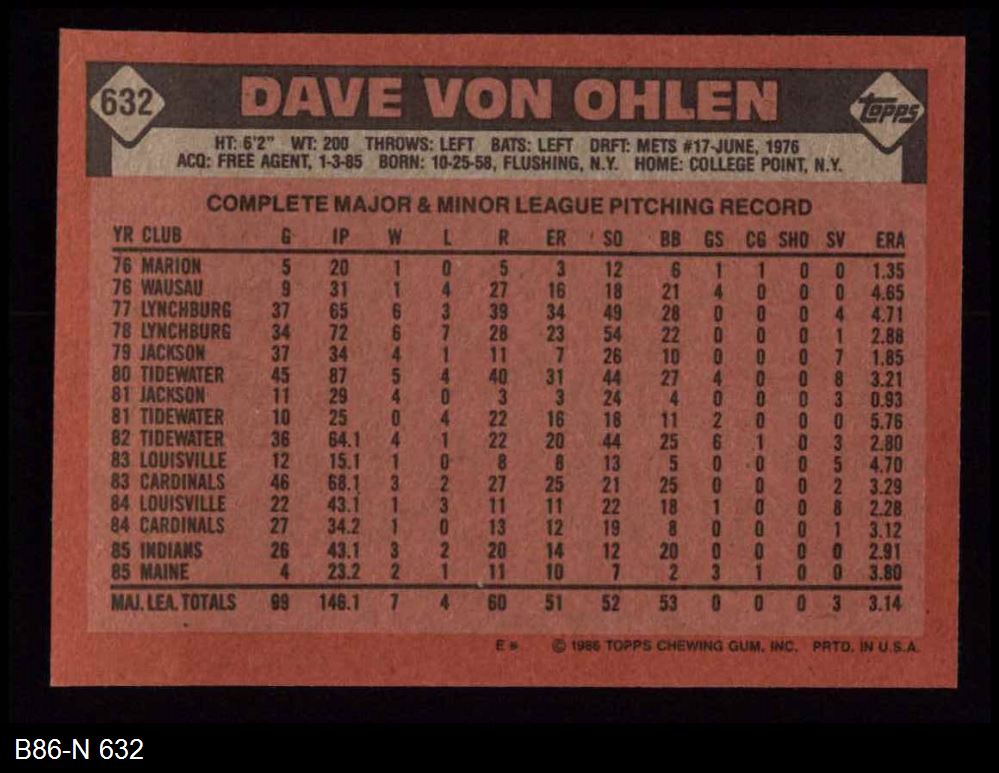 632 DAVE VON OHLEN TOPPS
HT: 6'2" WT: 200 THROWS: LEFT BATS: LEFT DRFT: METS #17-JUNE, 1976
ACQ: FREE AGENT, 1-3-85 BORN: 10-25-58, FLUSHING, N.Y. HOME: COLLEGE POINT, N.Y.
COMPLETE MAJOR & MINOR LEAGUE PITCHING RECORD
YR CLUB G IP W L R ER SO BB GS CG SHO SV ERA
76 MARION 5 20 1 0 5 3 12 6 1 1 0 0 1.35
76 WAUSAU 9 31 1 4 27 16 18 21 4 0 0 0 4.65
77 LYNCHBURG 37 65 6 3 39 34 49 28 0 0 0 4 4.71
78 LYNCHBURG 34 72 6 7 28 23 54 22 0 0 0 1 2.88
79 JACKSON 37 34 4 1 11 7 26 10 0 0 0 7 1.85
80 TIDEWATER 45 87 5 4 40 31 44 27 4 0 0 8 3.21
81 JACKSON 11 29 4 0 3 3 24 4 0 0 0 3 0.93
81 TIDEWATER 10 25 0 4 22 16 18 11 2 0 0 0 5.76
82 TIDEWATER 36 64.1 4 1 22 20 44 25 6 1 0 3 2.80
83 LOUISVILLE 12 15.1 1 0 8 8 13 5 0 0 0 5 4.70
83 CARDINALS 46 68.1 3 2 27 25 21 25 0 0 0 2 3.29
84 LOUISVILLE 22 43.1 1 3 11 11 22 18 1 0 0 8 2.28
84 CARDINALS 27 34.2 1 0 13 12 19 8 0 0 0 1 3.12
85 INDIANS 26 43.1 3 2 20 14 12 20 0 0 0 0 2.91
85 MAINE 4 23.2 2 1 11 10 7 2 3 1 0 0 3.80
MAJ. LEA. TOTALS 99 146.1 7 4 60 51 52 53 0 0 0 3 3.14
E* © 1986 TOPPS CHEWING GUM, INC. PRTD. IN U.S.A.
B86-N 632